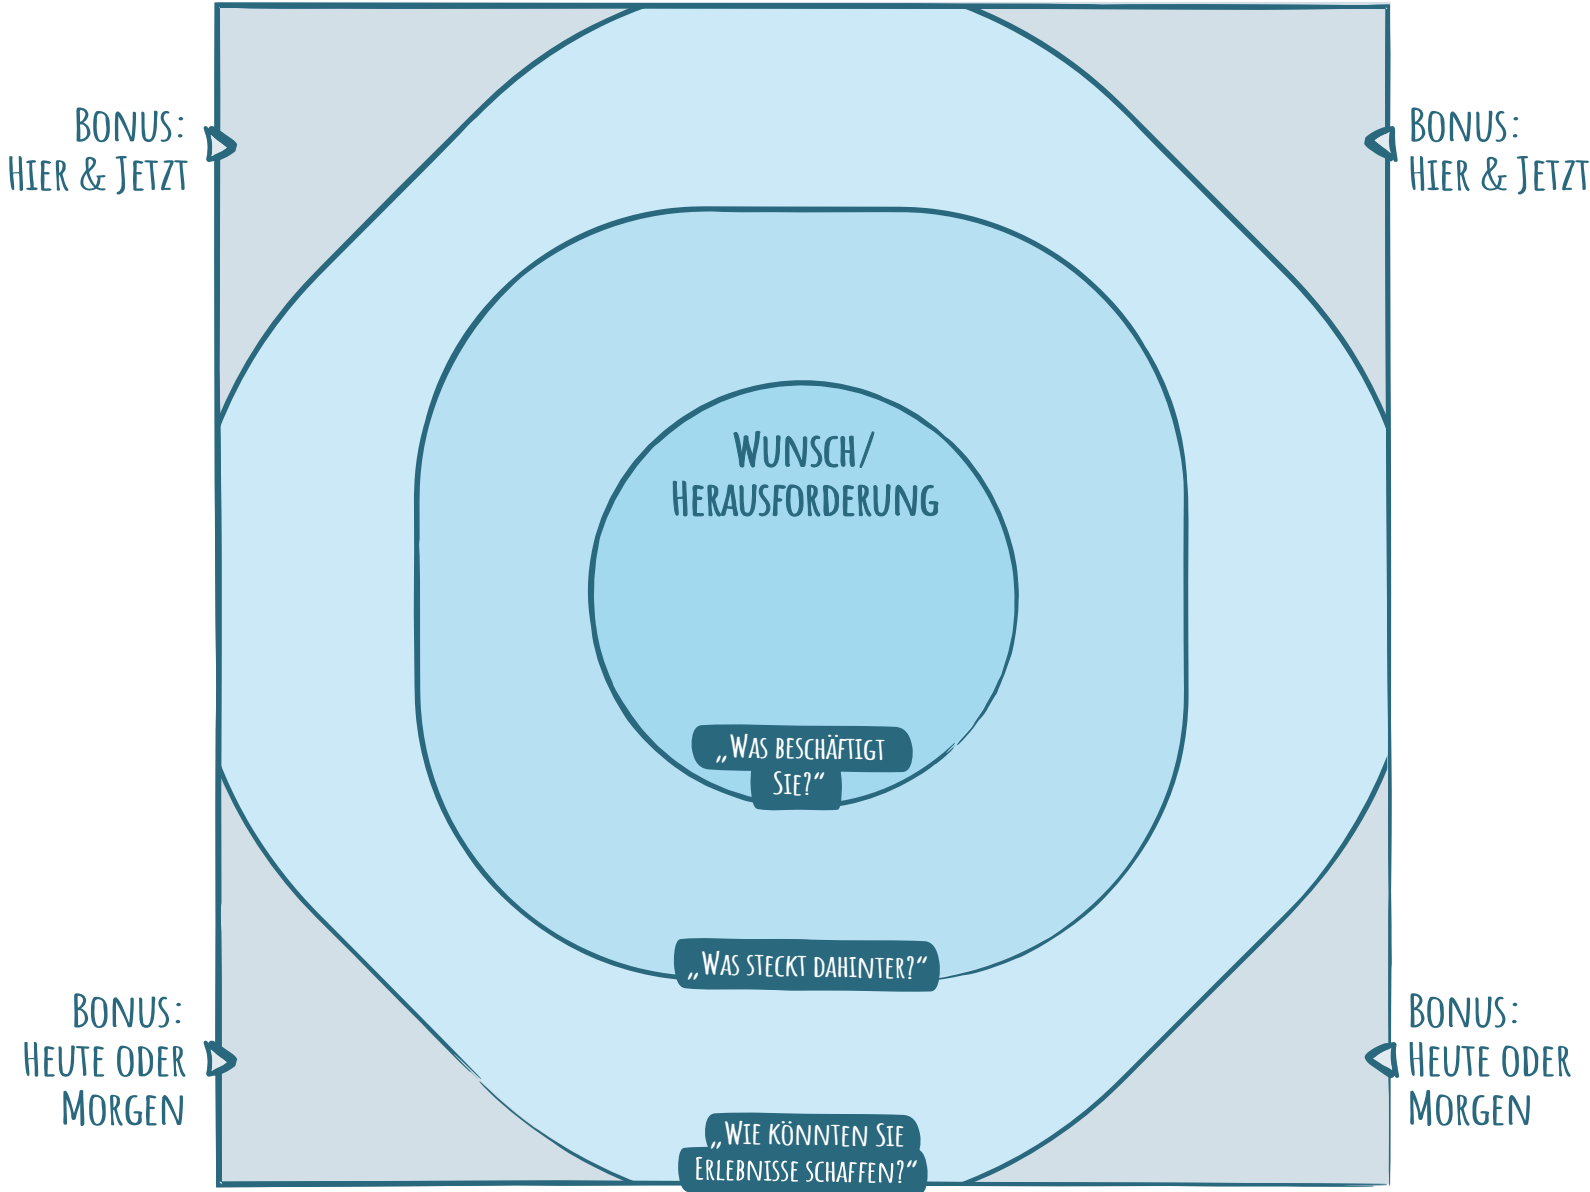 Bonus:
Hier & Jetzt
Bonus:
Hier & Jetzt
Wunsch/
Herausforderung
„Was beschäftigt
Sie?“
„Was steckt dahinter?“
Bonus:
Heute oder
Morgen
Bonus:
Heute oder
Morgen
„Wie könnten Sie
Erlebnisse schaffen?“